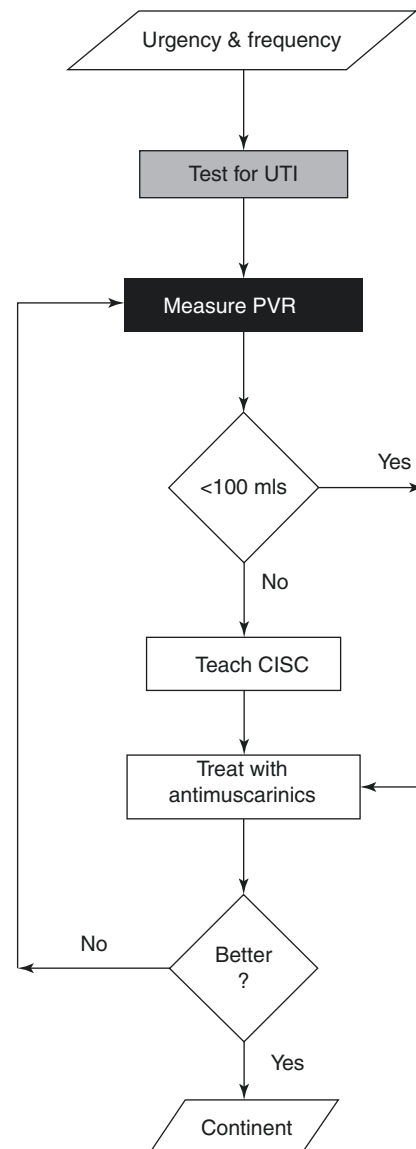 Urgency & frequency
Test for UTI
Measure PVR
<100 mls
Yes
No
Teach CISC
Treat with
antimuscarinics
No
Better
?
Yes
Continent